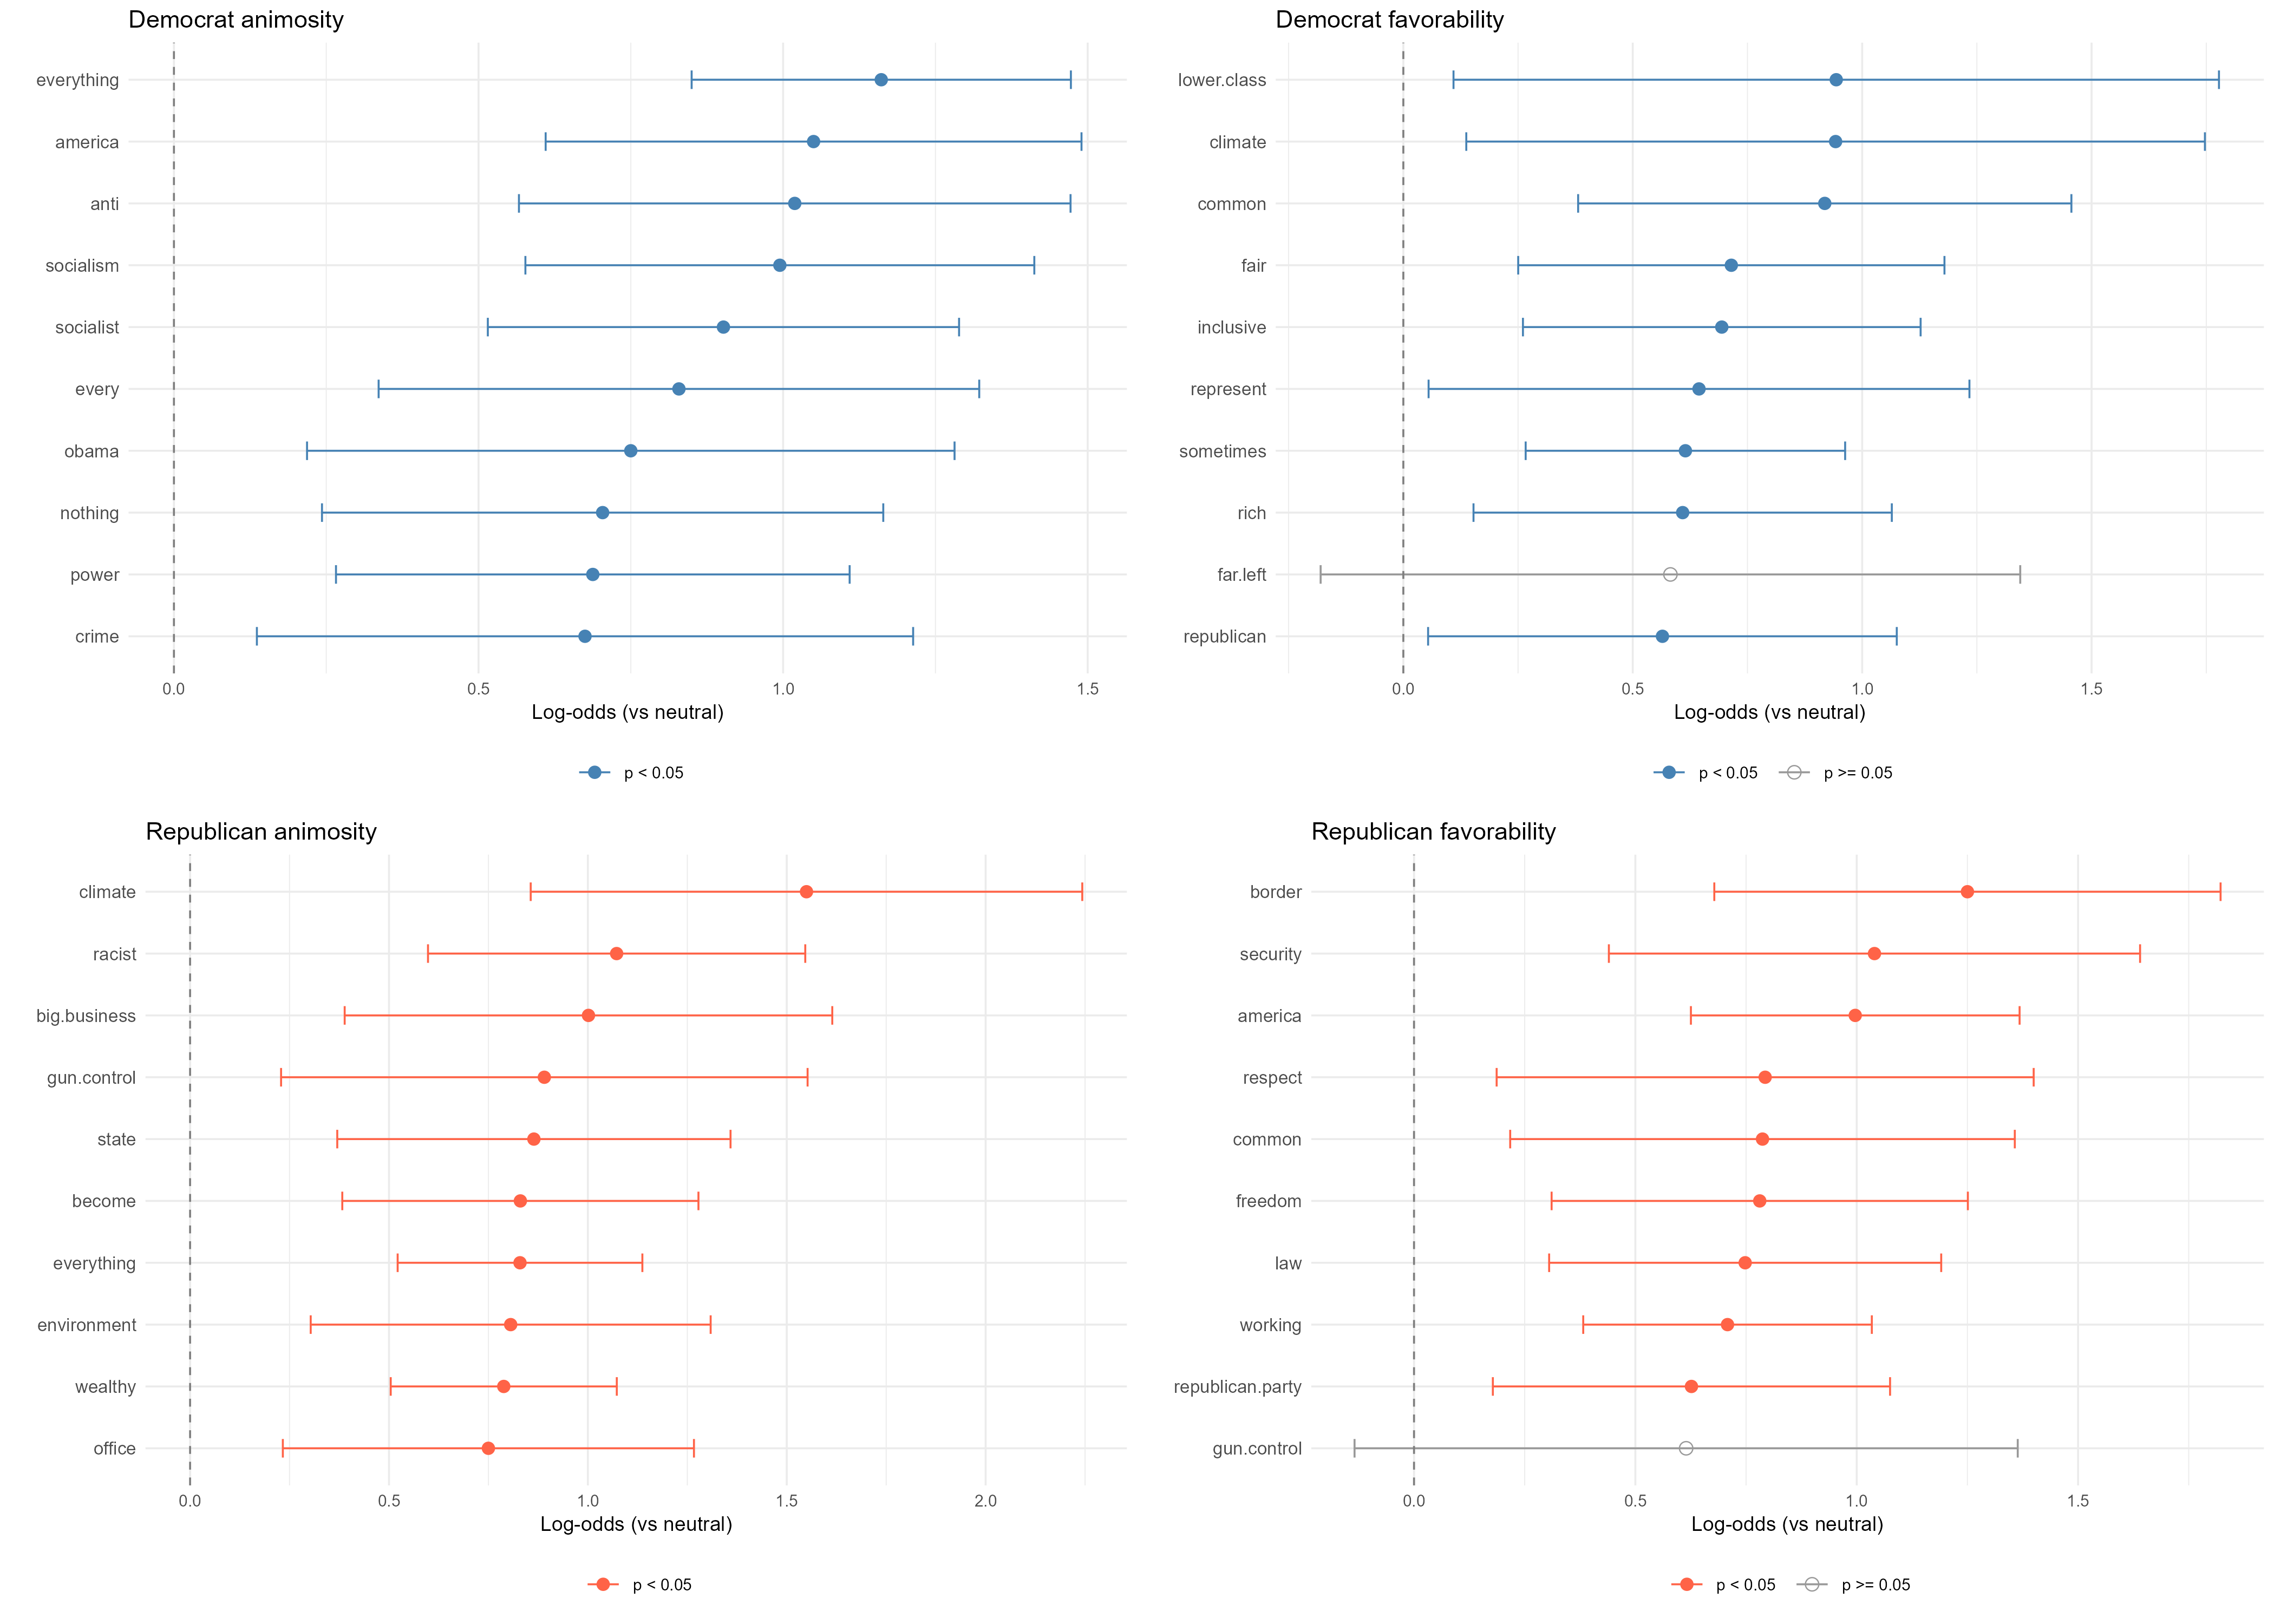 Democrat animosity
everything
america
anti
socialism
socialist
every
obama
nothing
power
crime
0.0 0.5 1.0 1.5
Log-odds (vs neutral)
p < 0.05
Democrat favorability
lower.class
climate
common
fair
inclusive
represent
sometimes
rich
far.left
republican
0.0 0.5 1.0 1.5
Log-odds (vs neutral)
p < 0.05 p >= 0.05
Republican animosity
climate
racist
big.business
gun.control
state
become
everything
environment
wealthy
office
0.0 0.5 1.0 1.5 2.0
Log-odds (vs neutral)
p < 0.05
Republican favorability
border
security
america
respect
common
freedom
law
working
republican.party
gun.control
0.0 0.5 1.0 1.5
Log-odds (vs neutral)
p < 0.05 p >= 0.05